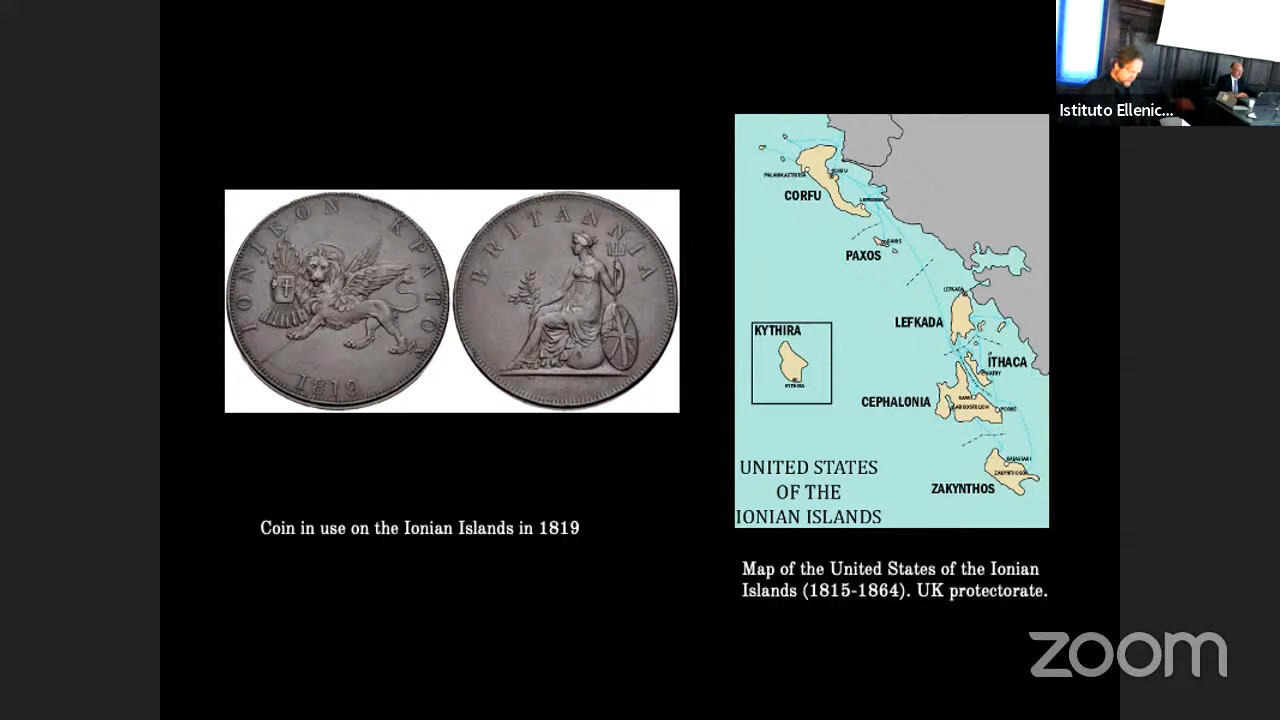 Istituto Ellenic...
ΙΟΝΙΚΟΝ ΚΡΑΤΟΣ
1819
BRITANNIA
Coin in use on the Ionian Islands in 1819
CORFU
PAXOS
LEFKADA
LEFKADA
KYTHIRA
KYTHIRA
ITHACA
CEPHALONIA
ZAKYNTHOS
UNITED STATES
OF THE
IONIAN ISLANDS
Map of the United States of the Ionian
Islands (1815-1864). UK protectorate.
zoom